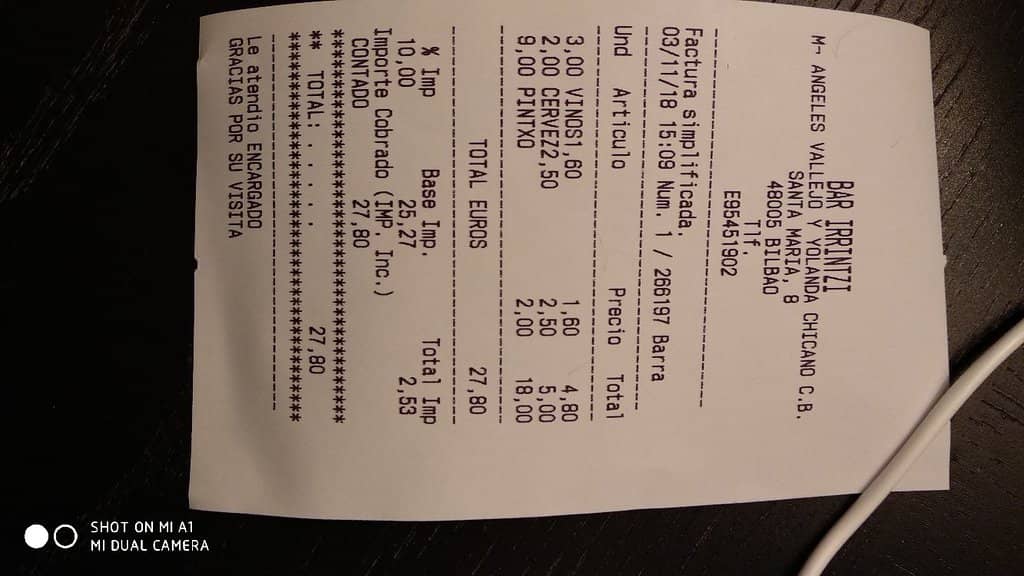 BAR IRRINTZI
M- ANGELES VALLEJO Y YOLANDA CHICANO C.B.
SANTA MARIA, 8
48005 BILBAO
Tlf.
E95451902
Factura simplificada.
03/11/18 15:09 Num. 1 / 266197 Barra
Und Articulo Precio Total
3,00 VINOS1,60 1,60 4,80
2,00 CERVEZ2,50 2,50 5,00
9,00 PINTXO 2,00 18,00
TOTAL EUROS 27,80
% Imp Base Imp. Total Imp
10,00 25,27 2,53
Importe Cobrado (IMP. Inc.)
CONTADO 27,80
** TOTAL:. . . . . 27,80
Le atendio ENCARGADO
GRACIAS POR SU VISITA
SHOT ON MI A1
MI DUAL CAMERA